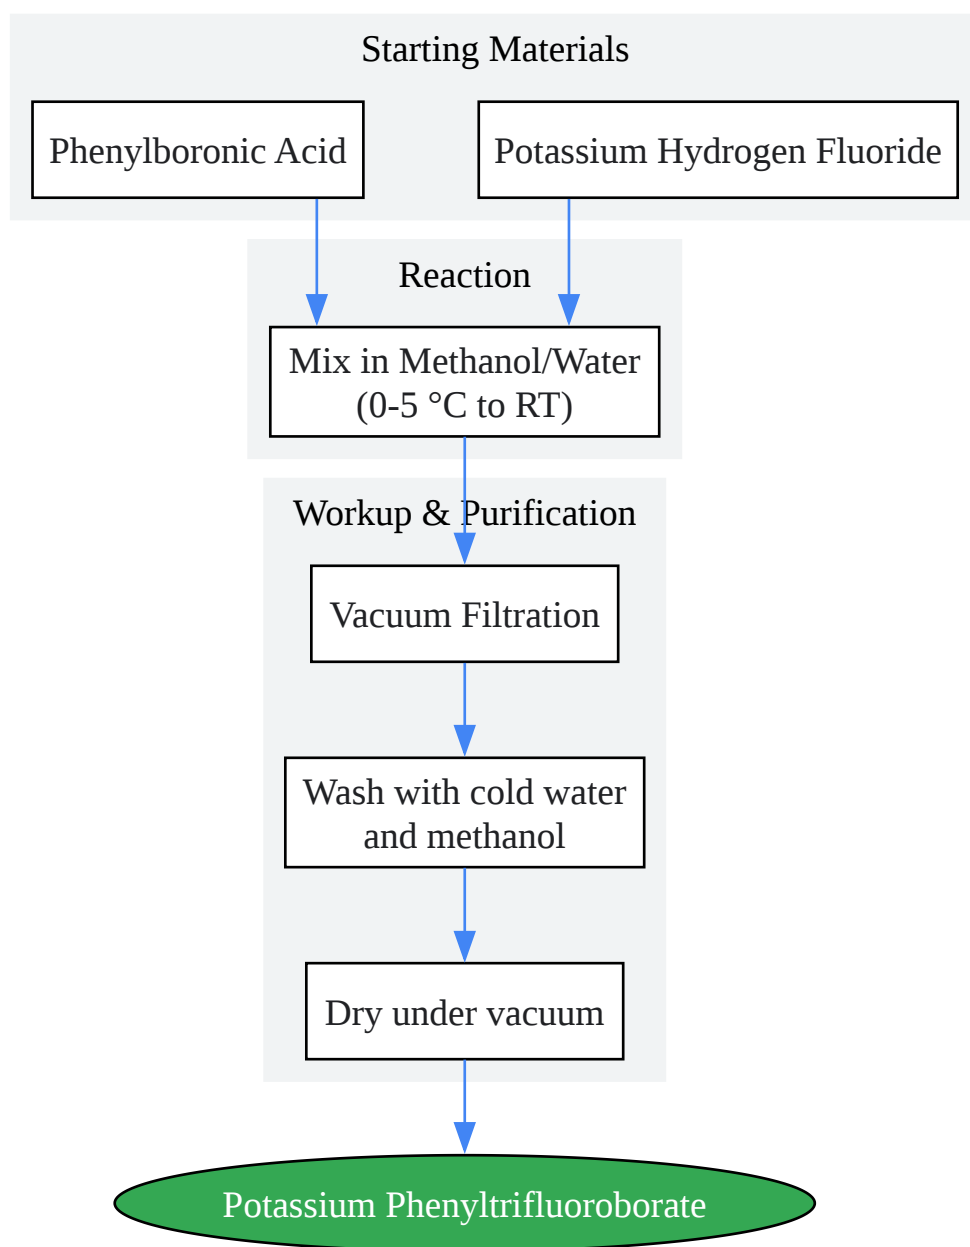 Starting Materials
Phenylboronic Acid
Potassium Hydrogen Fluoride
Reaction
Mix in Methanol/Water
(0-5 °C to RT)
Workup & Purification
Vacuum Filtration
Wash with cold water
and methanol
Dry under vacuum
Potassium Phenyltrifluoroborate